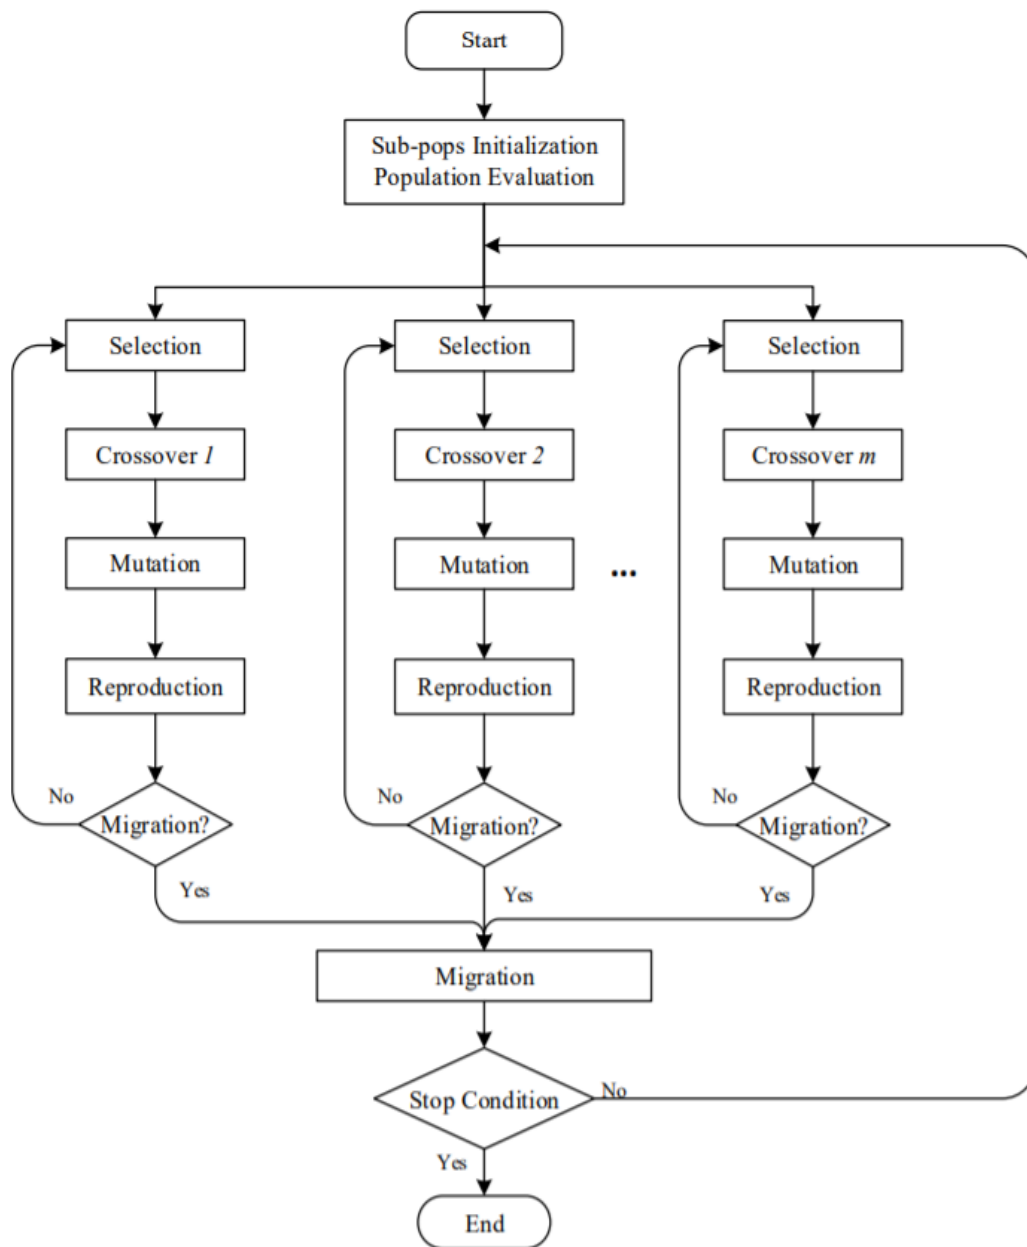 Start
Sub-pops Initialization
Population Evaluation
Selection
Selection
Selection
Crossover 1
Crossover 2
Crossover m
Mutation
Mutation
...
Mutation
Reproduction
Reproduction
Reproduction
No
No
No
Migration?
Migration?
Migration?
Yes
Yes
Yes
Migration
Stop Condition
No
Yes
End